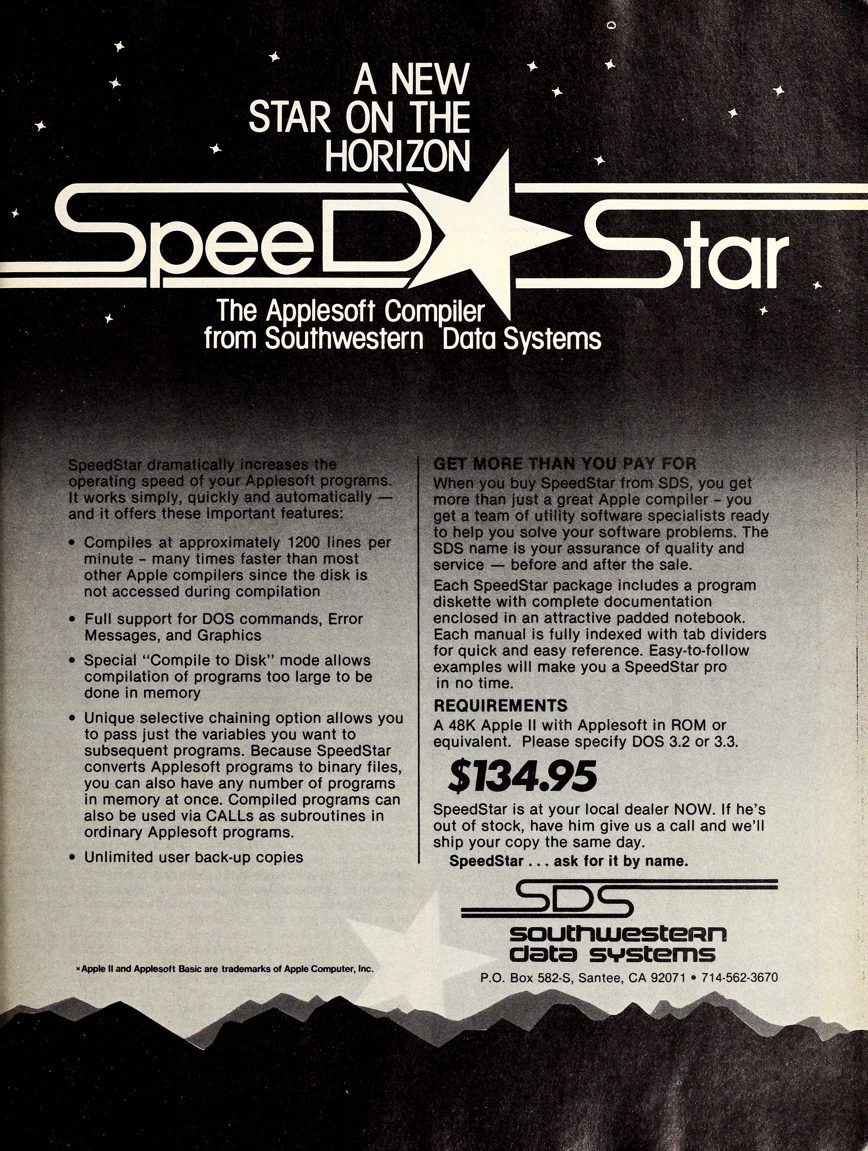 A NEW
STAR ON THE
HORIZON
SpeeD Star
The Applesoft Compiler
from Southwestern Data Systems
SpeedStar dramatically increases the
operating speed of your Applesoft programs.
It works simply, quickly and automatically —
and it offers these important features:
• Compiles at approximately 1200 lines per
minute – many times faster than most
other Apple compilers since the disk is
not accessed during compilation
• Full support for DOS commands, Error
Messages, and Graphics
• Special “Compile to Disk” mode allows
compilation of programs too large to be
done in memory
• Unique selective chaining option allows you
to pass just the variables you want to
subsequent programs. Because SpeedStar
converts Applesoft programs to binary files,
you can also have any number of programs
in memory at once. Compiled programs can
also be used via CALLs as subroutines in
ordinary Applesoft programs.
• Unlimited user back-up copies
*Apple II and Applesoft Basic are trademarks of Apple Computer, Inc.
GET MORE THAN YOU PAY FOR
When you buy SpeedStar from SDS, you get
more than just a great Apple compiler – you
get a team of utility software specialists ready
to help you solve your software problems. The
SDS name is your assurance of quality and
service — before and after the sale.
Each SpeedStar package includes a program
diskette with complete documentation
enclosed in an attractive padded notebook.
Each manual is fully indexed with tab dividers
for quick and easy reference. Easy-to-follow
examples will make you a SpeedStar pro
in no time.
REQUIREMENTS
A 48K Apple II with Applesoft in ROM or
equivalent. Please specify DOS 3.2 or 3.3.
$134.95
SpeedStar is at your local dealer NOW. If he's
out of stock, have him give us a call and we'll
ship your copy the same day.
SpeedStar . . . ask for it by name.
SDS
southwestern
data systems
P.O. Box 582-S, Santee, CA 92071 • 714-562-3670